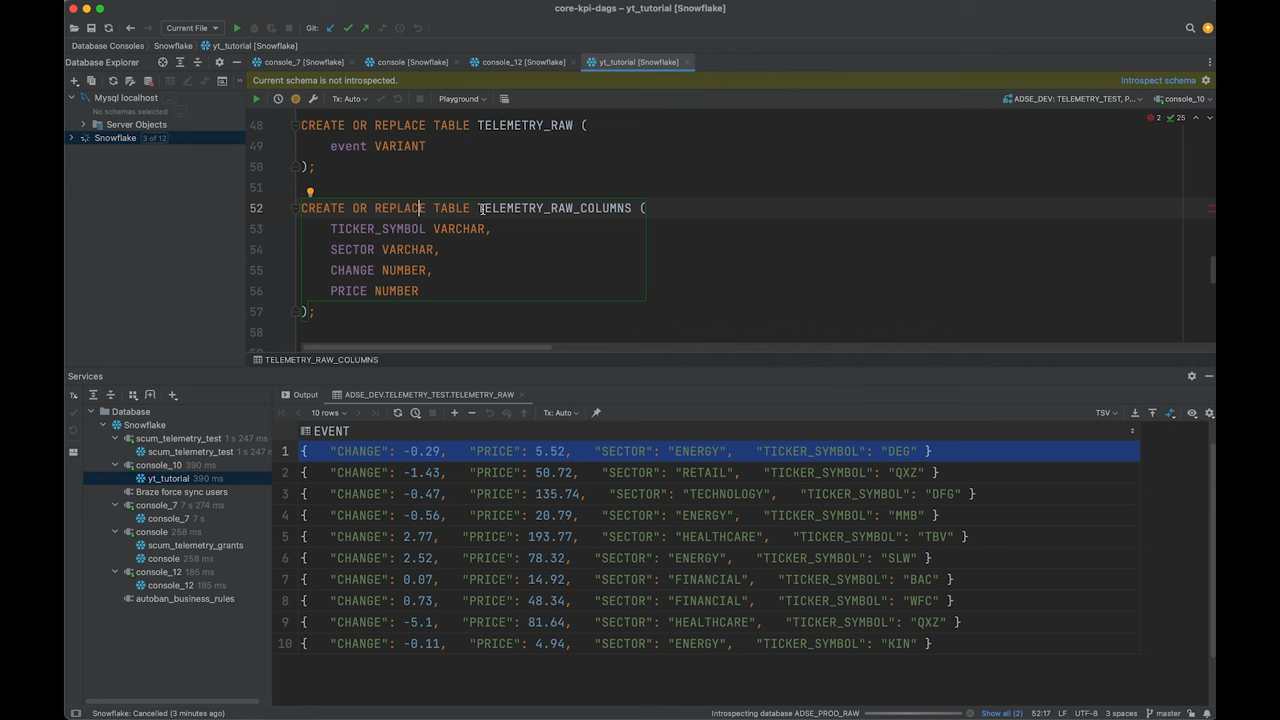 core-kpi-dags – yt_tutorial [Snowflake]
Current File
Git:
Database Consoles
Snowflake
yt_tutorial [Snowflake]
Database Explorer
console_7 [Snowflake]
console [Snowflake]
console_12 [Snowflake]
yt_tutorial [Snowflake]
Current schema is not introspected.
Introspect schema
Mysql localhost ...
No schemas selected
Server Objects
Snowflake 3 of 12
Tx: Auto
Playground
ADSE_DEV: TELEMETRY_TEST, P...
console_10
2
25
48 CREATE OR REPLACE TABLE TELEMETRY_RAW (
49 event VARIANT
50 );
51
52 CREATE OR REPLACE TABLE TELEMETRY_RAW_COLUMNS (
53 TICKER_SYMBOL VARCHAR,
54 SECTOR VARCHAR,
55 CHANGE NUMBER,
56 PRICE NUMBER
57 );
58
TELEMETRY_RAW_COLUMNS
Services
Tx
Database
Snowflake
scum_telemetry_test 1 s 247 ms
scum_telemetry_test 1 s 247 m
console_10 390 ms
yt_tutorial 390 ms
Braze force sync users
console_7 7 s 274 ms
console_7 7 s
console 258 ms
scum_telemetry_grants
console 258 ms
console_12 185 ms
console_12 185 ms
autoban_business_rules
Output
ADSE_DEV.TELEMETRY_TEST.TELEMETRY_RAW
10 rows
Tx: Auto
TSV
EVENT
1 { "CHANGE": -0.29, "PRICE": 5.52, "SECTOR": "ENERGY", "TICKER_SYMBOL": "DEG" }
2 { "CHANGE": -1.43, "PRICE": 50.72, "SECTOR": "RETAIL", "TICKER_SYMBOL": "QXZ" }
3 { "CHANGE": -0.47, "PRICE": 135.74, "SECTOR": "TECHNOLOGY", "TICKER_SYMBOL": "DFG" }
4 { "CHANGE": -0.56, "PRICE": 20.79, "SECTOR": "ENERGY", "TICKER_SYMBOL": "MMB" }
5 { "CHANGE": 2.77, "PRICE": 193.77, "SECTOR": "HEALTHCARE", "TICKER_SYMBOL": "TBV" }
6 { "CHANGE": 2.52, "PRICE": 78.32, "SECTOR": "ENERGY", "TICKER_SYMBOL": "SLW" }
7 { "CHANGE": 0.07, "PRICE": 14.92, "SECTOR": "FINANCIAL", "TICKER_SYMBOL": "BAC" }
8 { "CHANGE": 0.73, "PRICE": 48.34, "SECTOR": "FINANCIAL", "TICKER_SYMBOL": "WFC" }
9 { "CHANGE": -5.1, "PRICE": 81.64, "SECTOR": "HEALTHCARE", "TICKER_SYMBOL": "QXZ" }
10 { "CHANGE": -0.11, "PRICE": 4.94, "SECTOR": "ENERGY", "TICKER_SYMBOL": "KIN" }
Snowflake: Cancelled (3 minutes ago)
Introspecting database ADSE_PROD_RAW
Show all (2)
52:17
LF
UTF-8
3 spaces
master